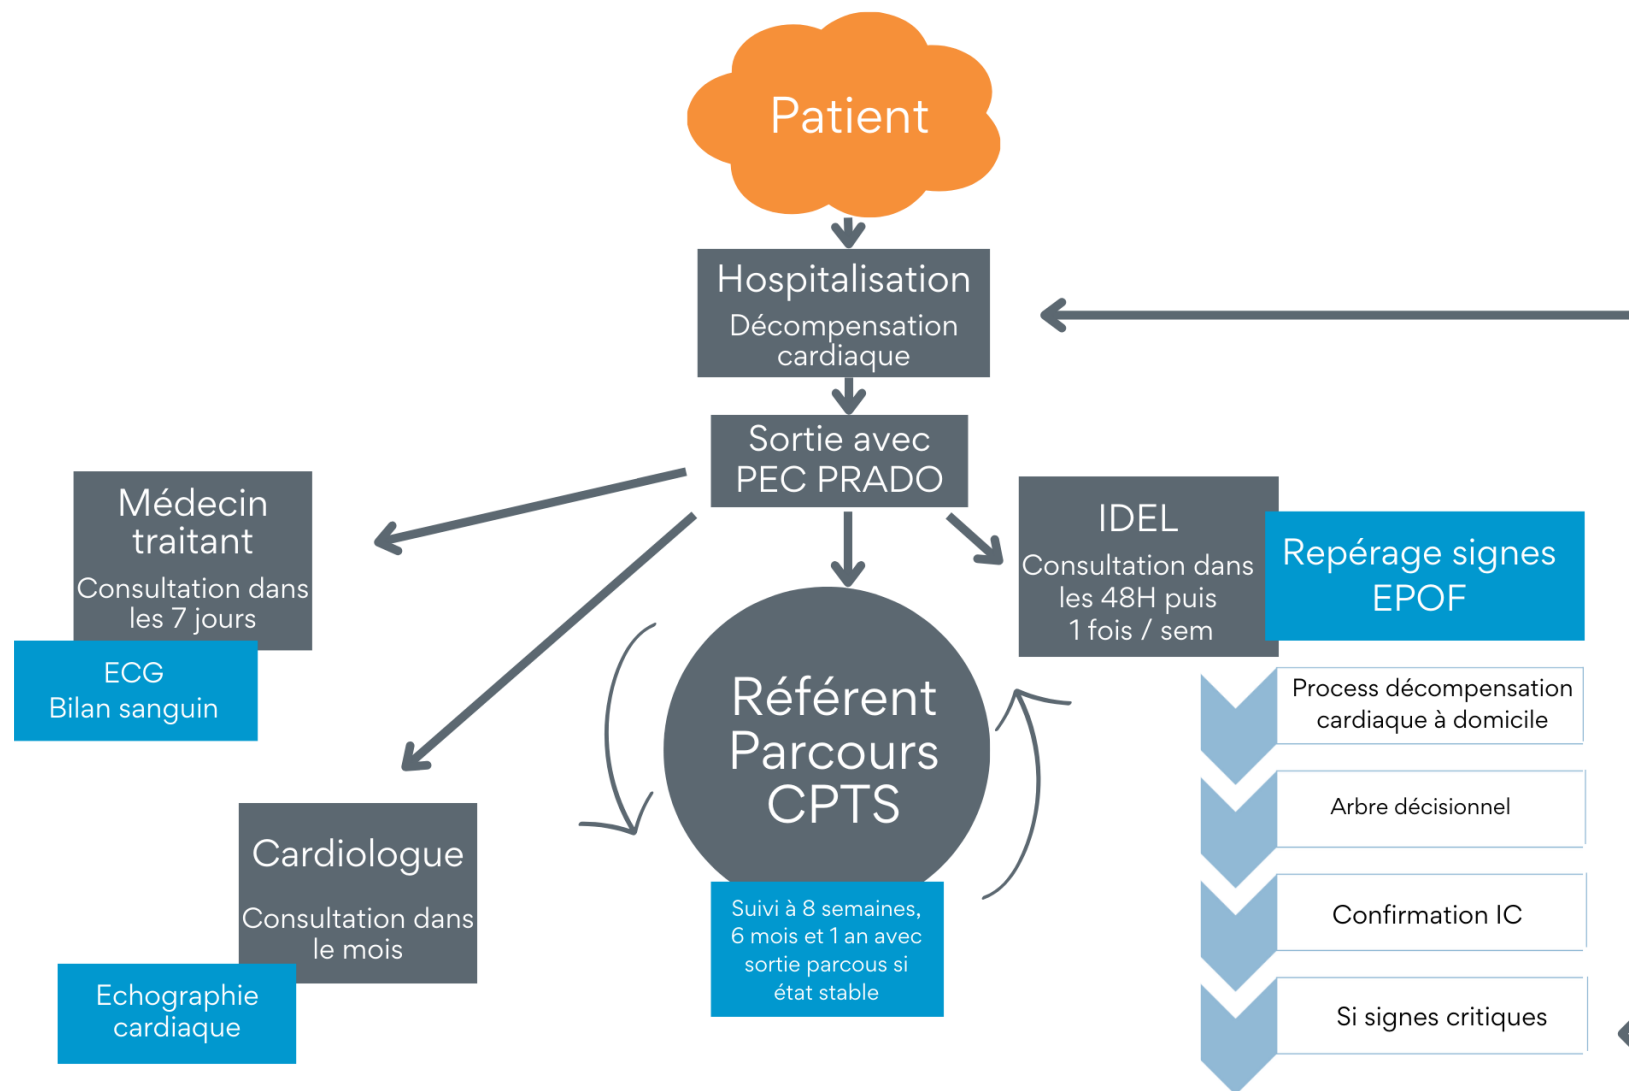 Patient
Hospitalisation
Décompensation
cardiaque
Sortie avec
PEC PRADO
Médecin
traitant
Consultation dans
les 7 jours
ECG
Bilan sanguin
Cardiologue
Consultation dans
le mois
Echographie
cardiaque
Référent
Parcours
CPTS
Suivi à 8 semaines,
6 mois et 1 an avec
sortie parcous si
état stable
IDEL
Consultation dans
les 48H puis
1 fois / sem
Repérage signes
EPOF
Process décompensation
cardiaque à domicile
Arbre décisionnel
Confirmation IC
Si signes critiques